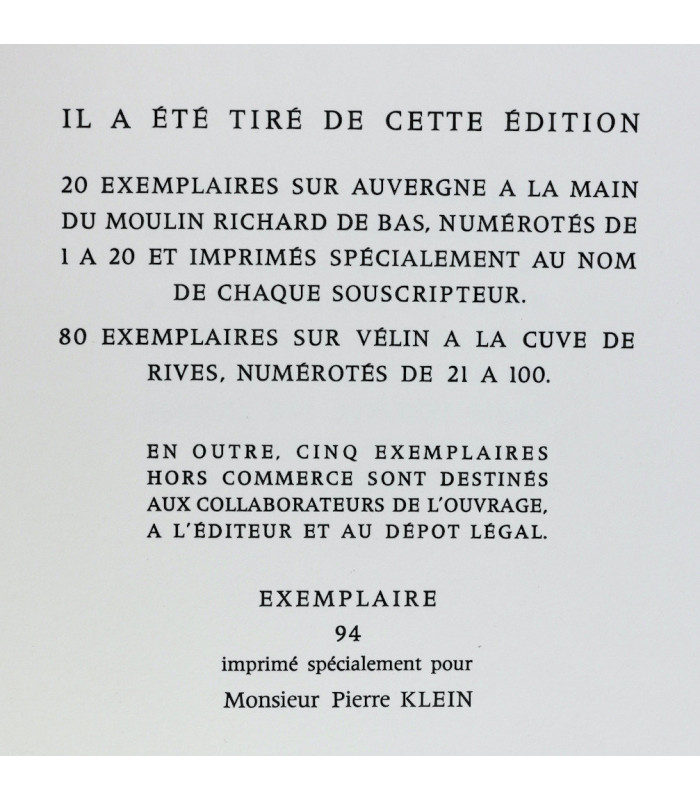 IL A ÉTÉ TIRÉ DE CETTE ÉDITION
20 EXEMPLAIRES SUR AUVERGNE A LA MAIN
DU MOULIN RICHARD DE BAS, NUMÉROTÉS DE
1 A 20 ET IMPRIMÉS SPÉCIALEMENT AU NOM
DE CHAQUE SOUSCRIPTEUR.
80 EXEMPLAIRES SUR VÉLIN A LA CUVE DE
RIVES, NUMÉROTÉS DE 21 A 100.
EN OUTRE, CINQ EXEMPLAIRES
HORS COMMERCE SONT DESTINÉS
AUX COLLABORATEURS DE L'OUVRAGE,
A L'ÉDITEUR ET AU DÉPOT LÉGAL.
EXEMPLAIRE
94
imprimé spécialement pour
Monsieur Pierre KLEIN